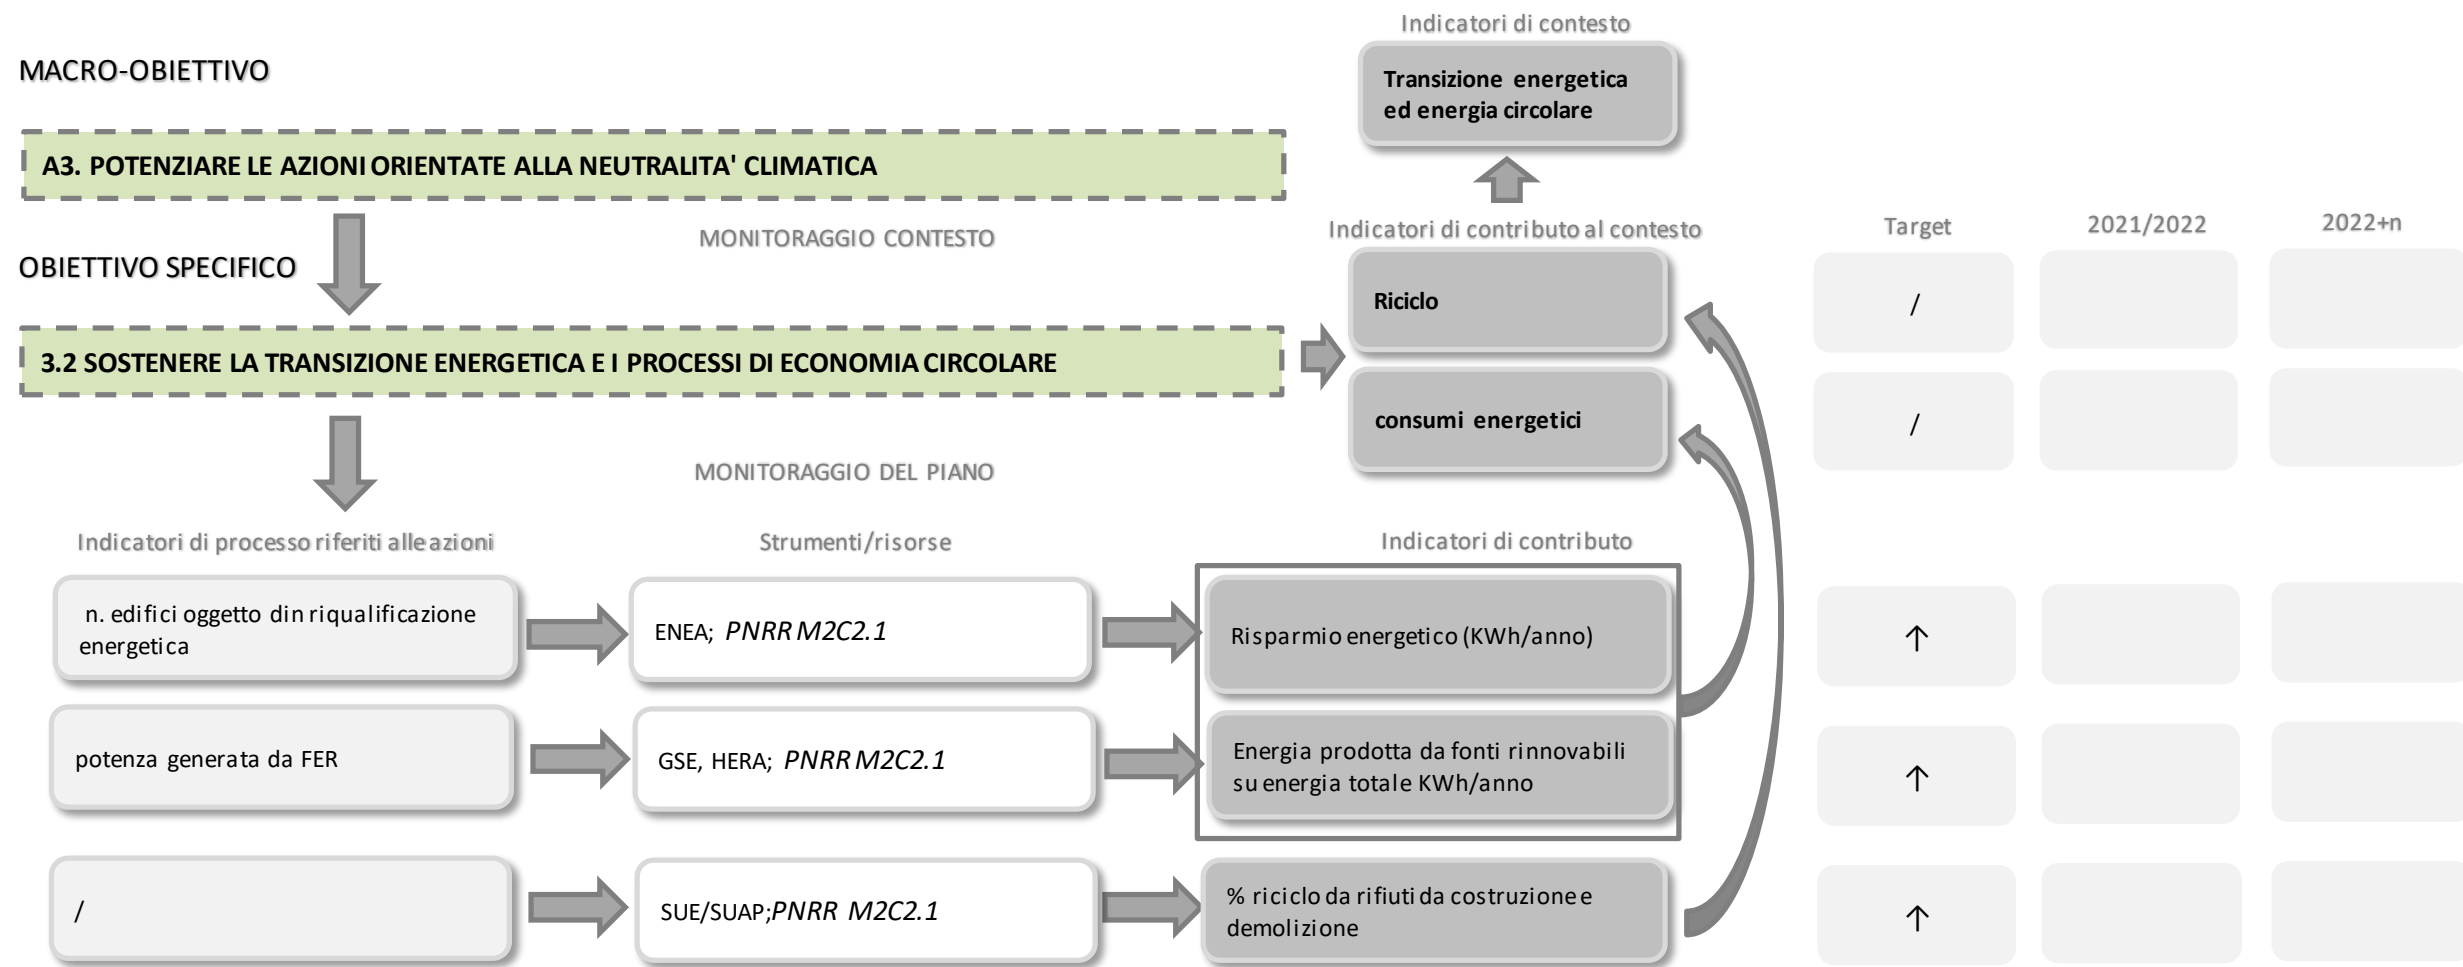 Indicatori di contesto
MACRO-OBIETTIVO
Transizione energetica
ed energia circolare
A3. POTENZIARE LE AZIONI ORIENTATE ALLA NEUTRALITA' CLIMATICA
MONITORAGGIO CONTESTO
Indicatori di contributo al contesto
Target
2021/2022
2022+n
OBIETTIVO SPECIFICO
Riciclo
/
3.2 SOSTENERE LA TRANSIZIONE ENERGETICA E I PROCESSI DI ECONOMIA CIRCOLARE
consumi energetici
/
MONITORAGGIO DEL PIANO
Indicatori di processo riferiti alle azioni
Strumenti/risorse
Indicatori di contributo
n. edifici oggetto din riqualificazione
energetica
ENEA; PNRR M2C2.1
Risparmio energetico (KWh/anno)
↑
potenza generata da FER
GSE, HERA; PNRR M2C2.1
Energia prodotta da fonti rinnovabili
su energia totale KWh/anno
↑
/
SUE/SUAP;PNRR M2C2.1
% riciclo da rifiuti da costruzione e
demolizione
↑